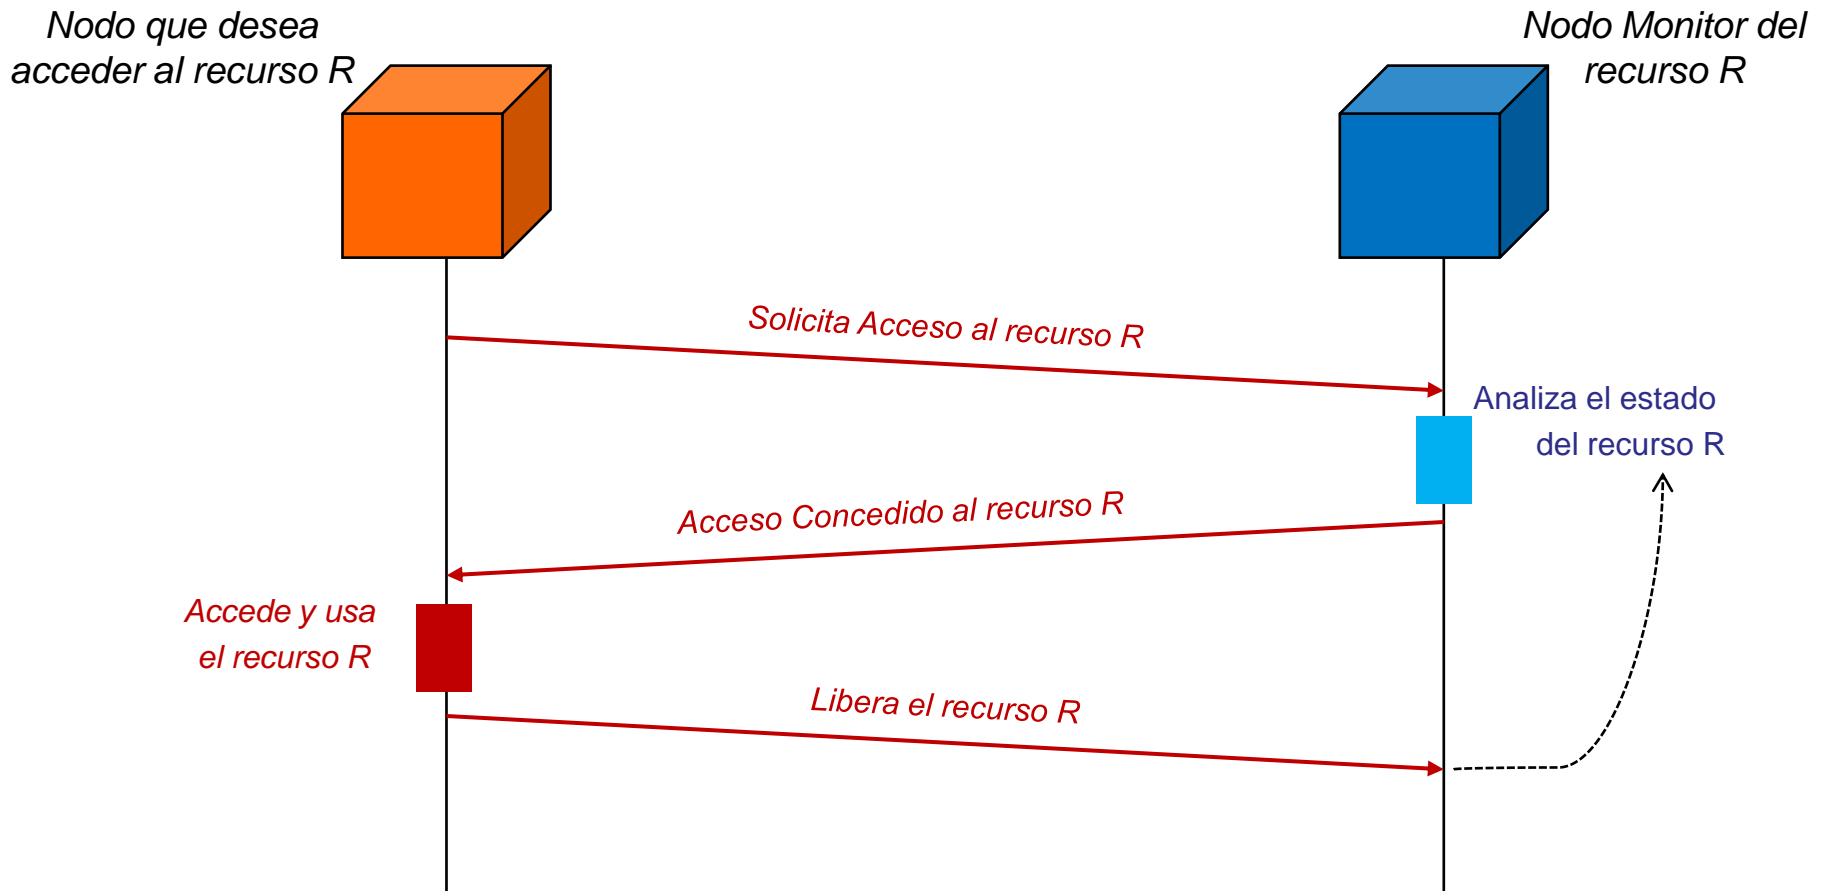 Nodo que desea
acceder al recurso R
Nodo Monitor del
recurso R
Solicita Acceso al recurso R
Analiza el estado
del recurso R
Acceso Concedido al recurso R
Accede y usa
el recurso R
Libera el recurso R